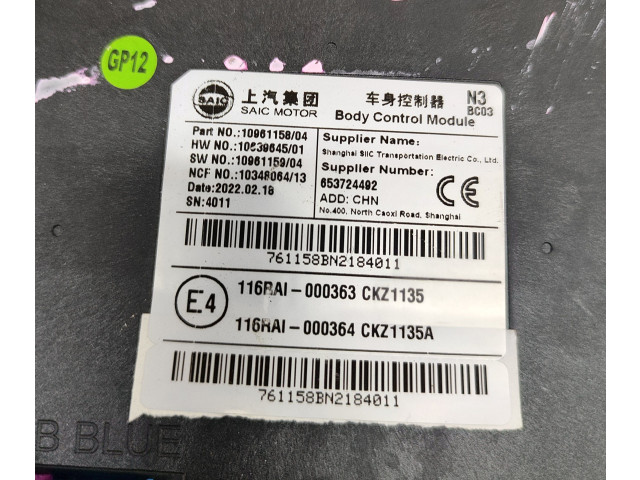 GP12
SAIC
上汽集团
SAIC MOTOR
车身控制器
Body Control Module
N3
BC03
Part NO.:10961158/04
HW NO.:10639645/01
SW NO.:10961159/04
NCF NO.:10348064/13
Date:2022.02.18
SN:4011
Supplier Name:
Shanghai SIIC Transportation Electric Co., Ltd.
Supplier Number:
653724492
ADD: CHN
No.400, North Caoxi Road, Shanghai
CE
761158BN2184011
E4
116RAI-000363 CKZ1135
116RAI-000364 CKZ1135A
761158BN2184011
B BLUE